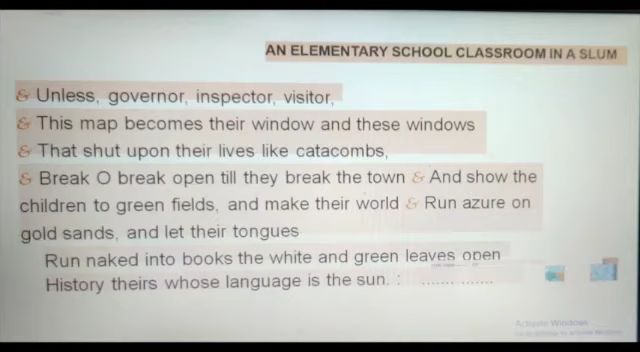 AN ELEMENTARY SCHOOL CLASSROOM IN A SLUM
& Unless, governor, inspector, visitor,
& This map becomes their window and these windows
& That shut upon their lives like catacombs,
& Break O break open till they break the town & And show the
children to green fields, and make their world & Run azure on
gold sands, and let their tongues
Run naked into books the white and green leaves open
History theirs whose language is the sun. : ....... .......
Activate Windows